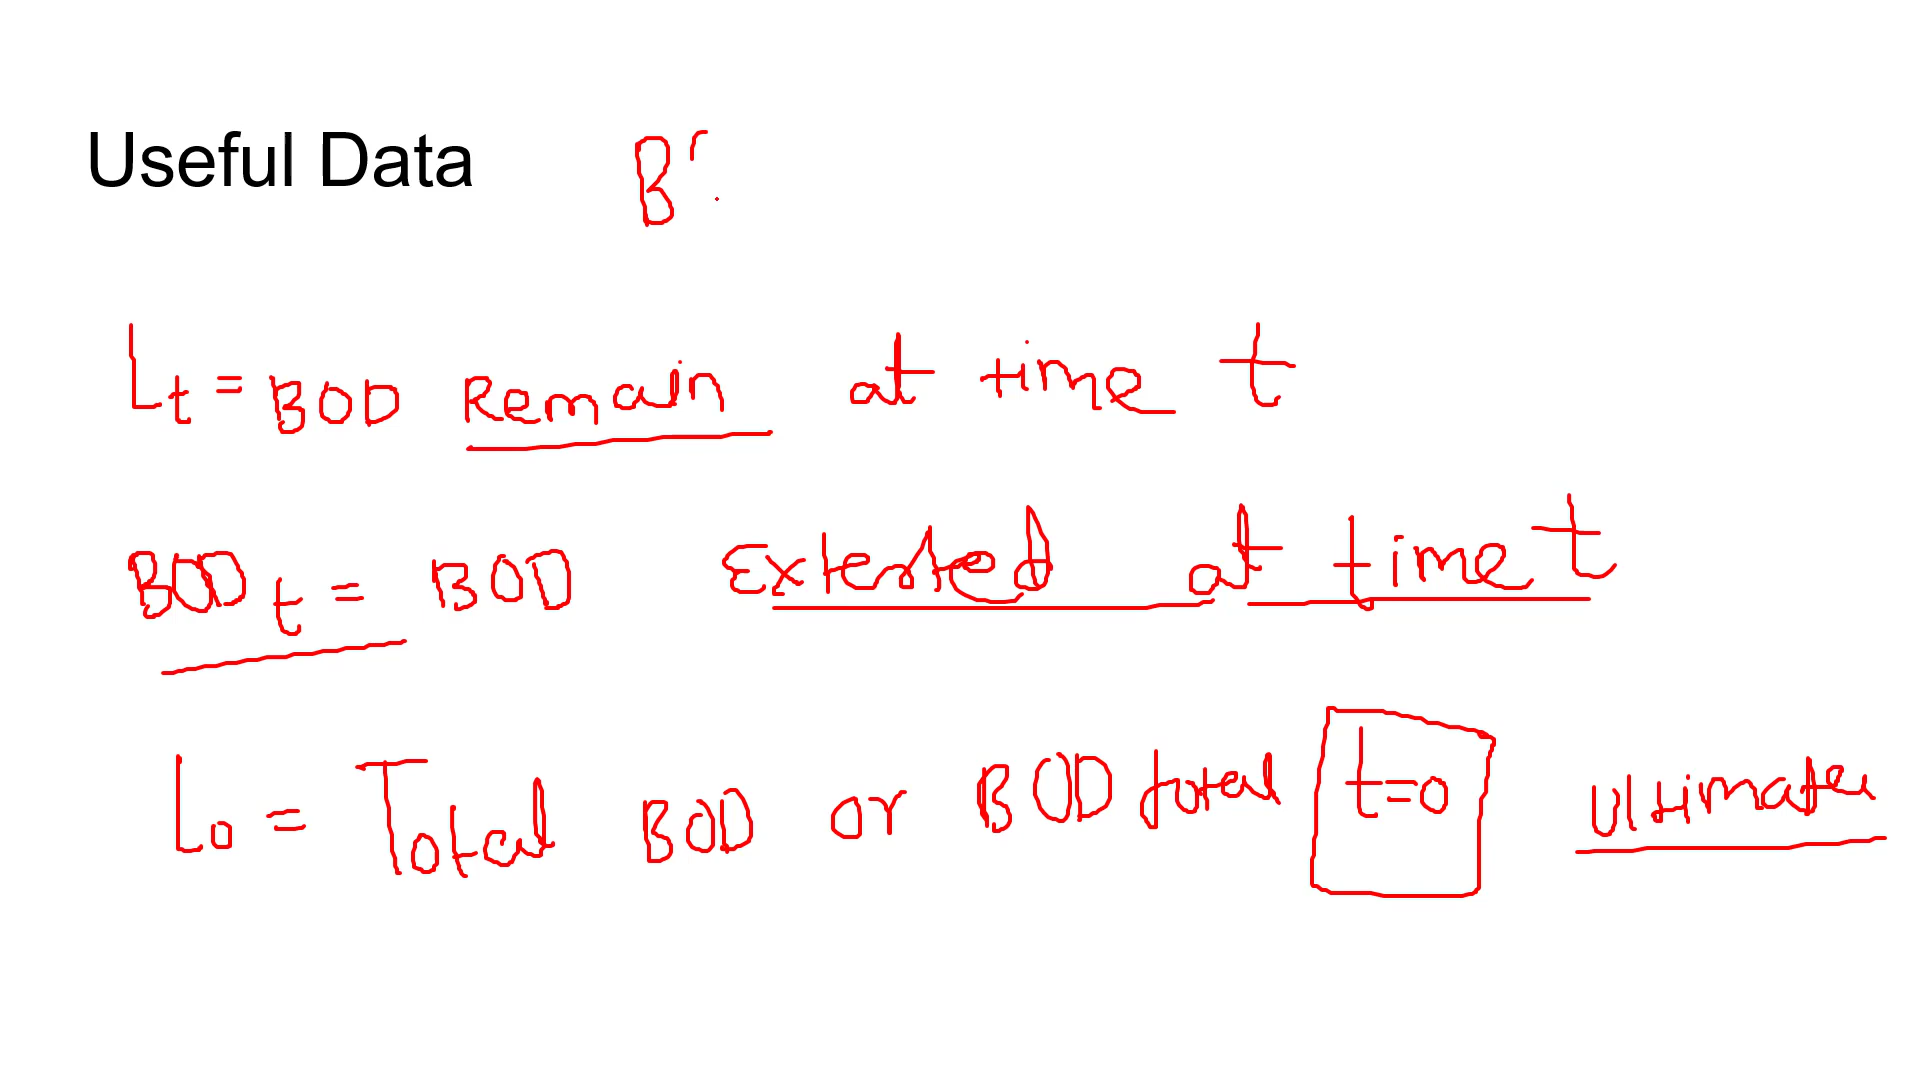 Useful Data B
Lt = BOD Remain at time t
BODt = BOD Exterted at time t
Lo = Total BOD or BOD total t=0 Ultimate